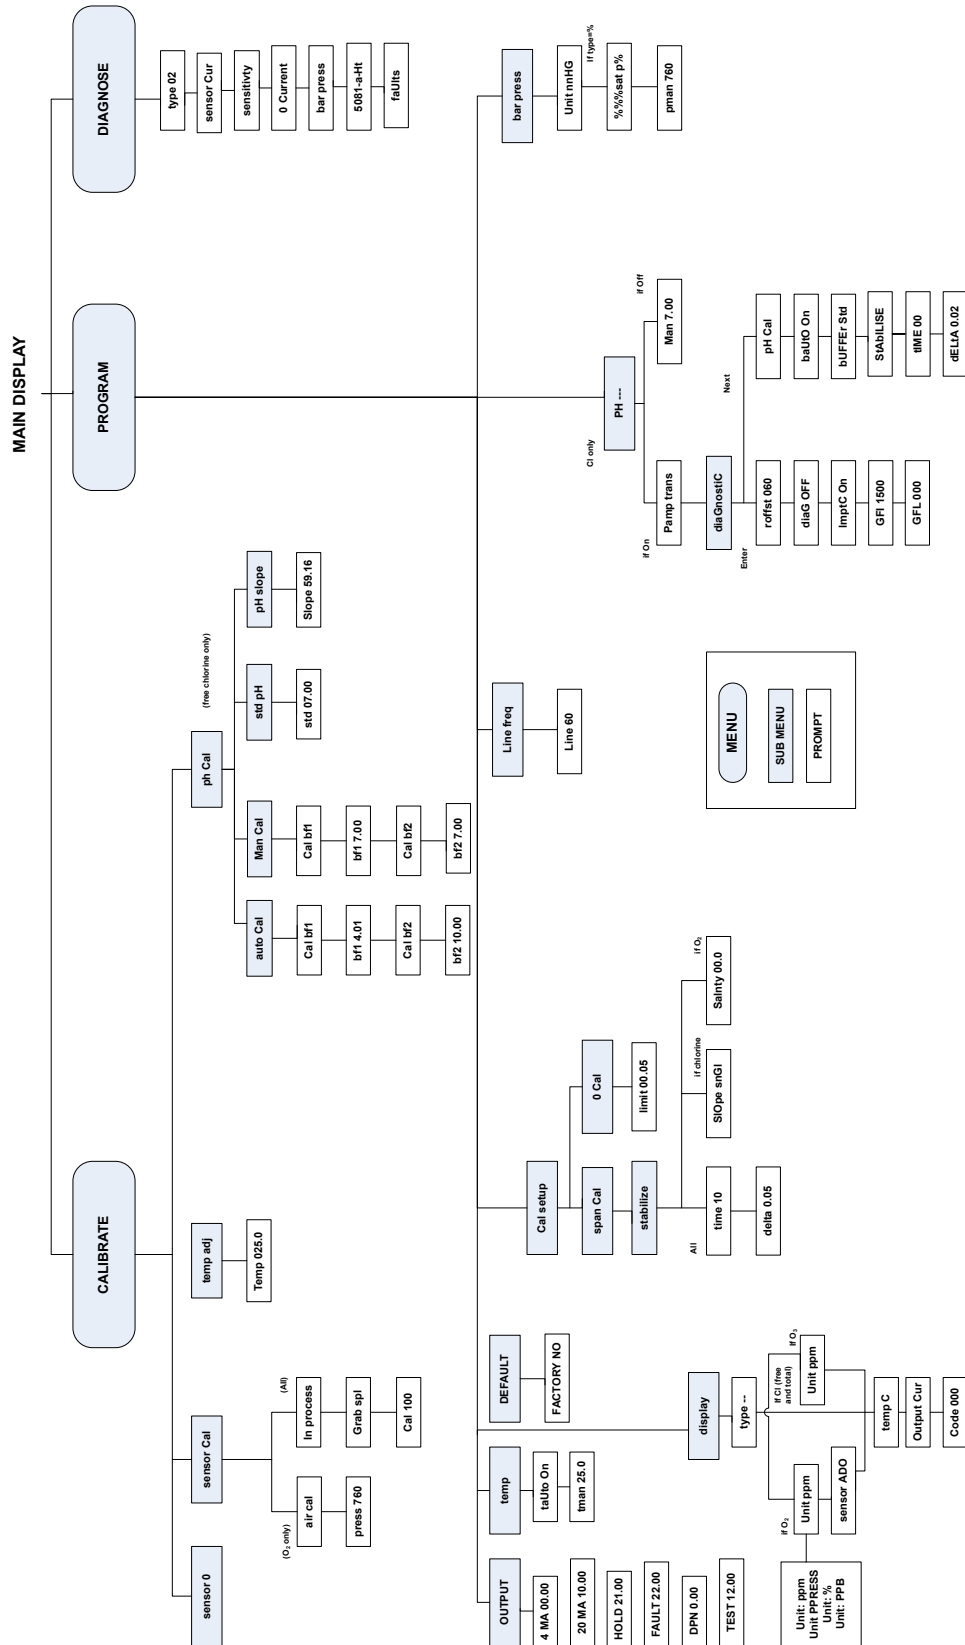 MAIN DISPLAY
CALIBRATE
PROGRAM
DIAGNOSE
sensor 0
sensor Cal
(O₂ only)
air cal
press 760
(All)
In process
Grab spl
Cal 100
temp adj
Temp 025.0
ph Cal
(free chlorine only)
auto Cal
Cal bf1
bf1 4.01
Cal bf2
bf2 10.00
Man Cal
Cal bf1
bf1 7.00
Cal bf2
bf2 7.00
std pH
std 07.00
pH slope
Slope 59.16
type 02
sensor Cur
sensitivty
0 Current
bar press
5081-a-Ht
faUlts
OUTPUT
4 MA 00.00
20 MA 10.00
HOLD 21.00
FAULT 22.00
DPN 0.00
TEST 12.00
temp
taUto On
tman 25.0
DEFAULT
FACTORY NO
display
type --
if O₂
Unit ppm
sensor ADO
Unit: ppm
Unit PPRESS
Unit: %
Unit: PPB
If Cl (free
and total)
If O₃
Unit ppm
temp C
Output Cur
Code 000
Cal setup
span Cal
stabilize
0 Cal
limit 00.05
All
time 10
delta 0.05
if chlorine
SlOpe snGl
if O₂
Salnty 00.0
Line freq
Line 60
Cl only
PH ---
if On
Pamp trans
if Off
Man 7.00
diaGnostiC
Enter
roffst 060
diaG OFF
ImptC On
GFI 1500
GFL 000
Next
pH Cal
baUtO On
bUFFEr Std
StAbILISE
tIME 00
dELtA 0.02
bar press
Unit nnHG
If type=%
%%%sat p%
pman 760
MENU
SUB MENU
PROMPT